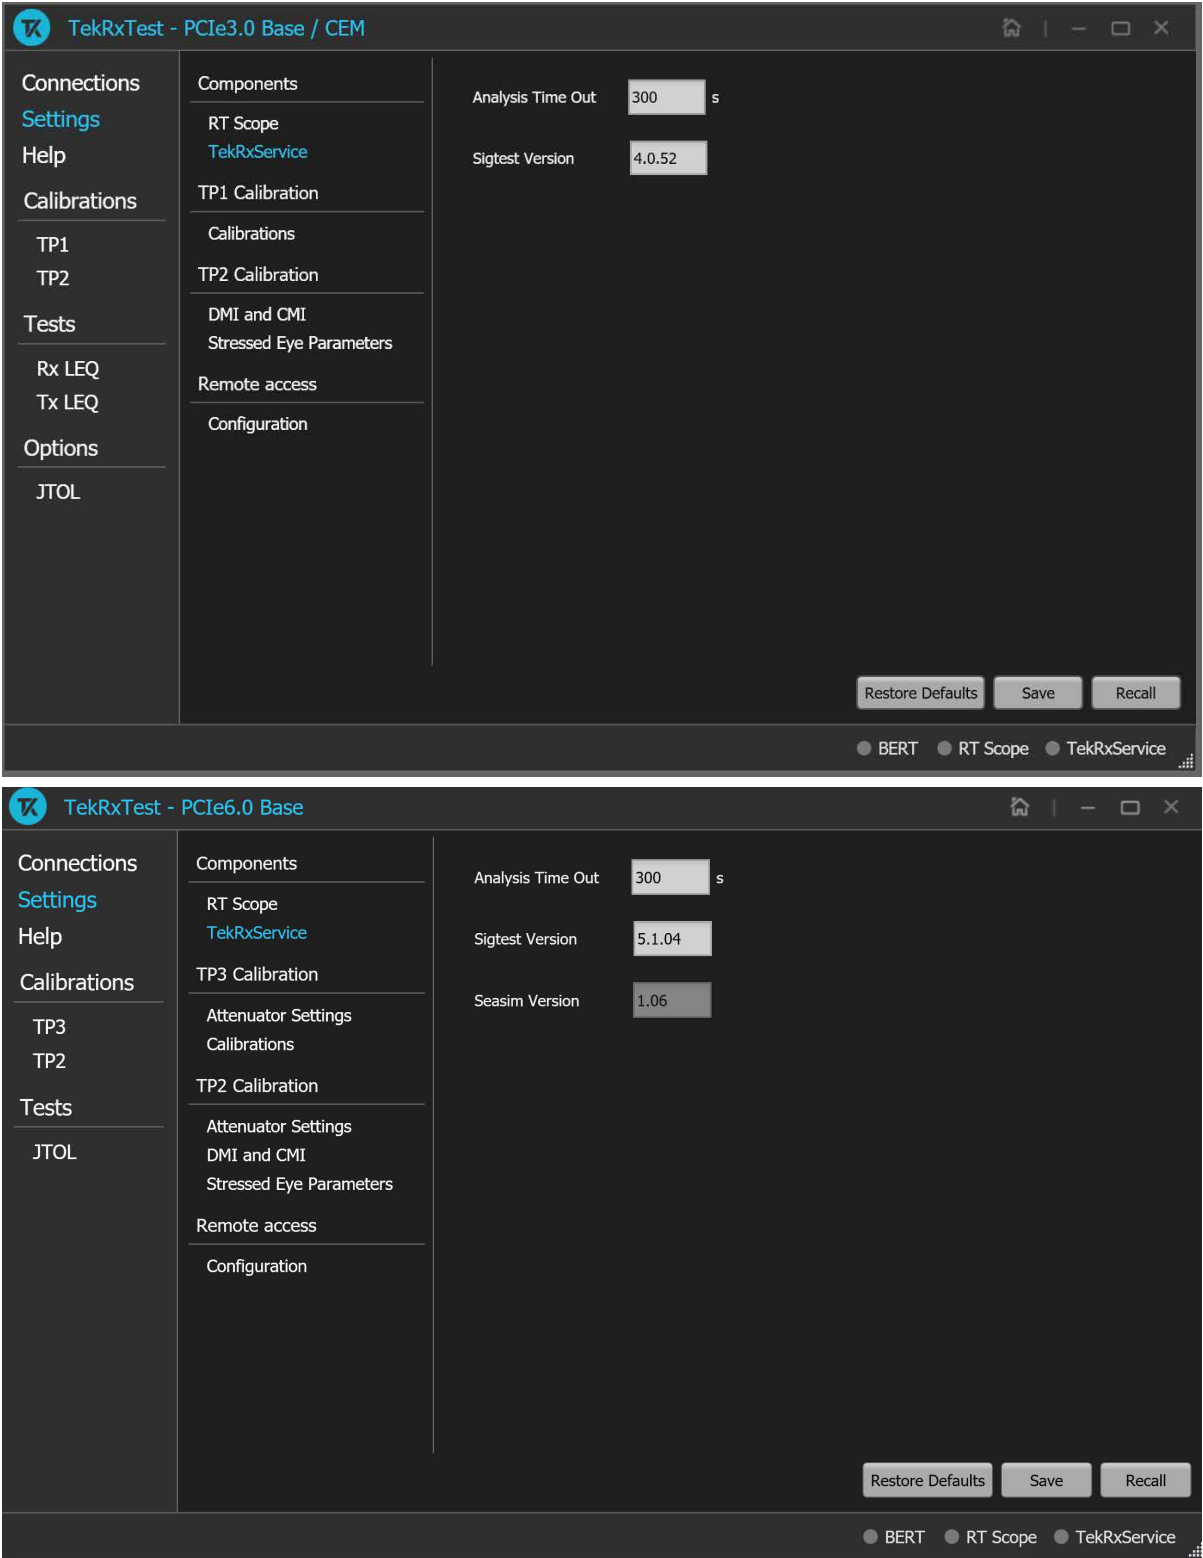 TekRxTest - PCIe3.0 Base / CEM
Connections
Settings
Help
Calibrations
TP1
TP2
Tests
Rx LEQ
Tx LEQ
Options
JTOL
Components
RT Scope
TekRxService
TP1 Calibration
Calibrations
TP2 Calibration
DMI and CMI
Stressed Eye Parameters
Remote access
Configuration
Analysis Time Out 300 s
Sigtest Version 4.0.52
Restore Defaults Save Recall
BERT RT Scope TekRxService
TekRxTest - PCIe6.0 Base
Connections
Settings
Help
Calibrations
TP3
TP2
Tests
JTOL
Components
RT Scope
TekRxService
TP3 Calibration
Attenuator Settings
Calibrations
TP2 Calibration
Attenuator Settings
DMI and CMI
Stressed Eye Parameters
Remote access
Configuration
Analysis Time Out 300 s
Sigtest Version 5.1.04
Seasim Version 1.06
Restore Defaults Save Recall
BERT RT Scope TekRxService